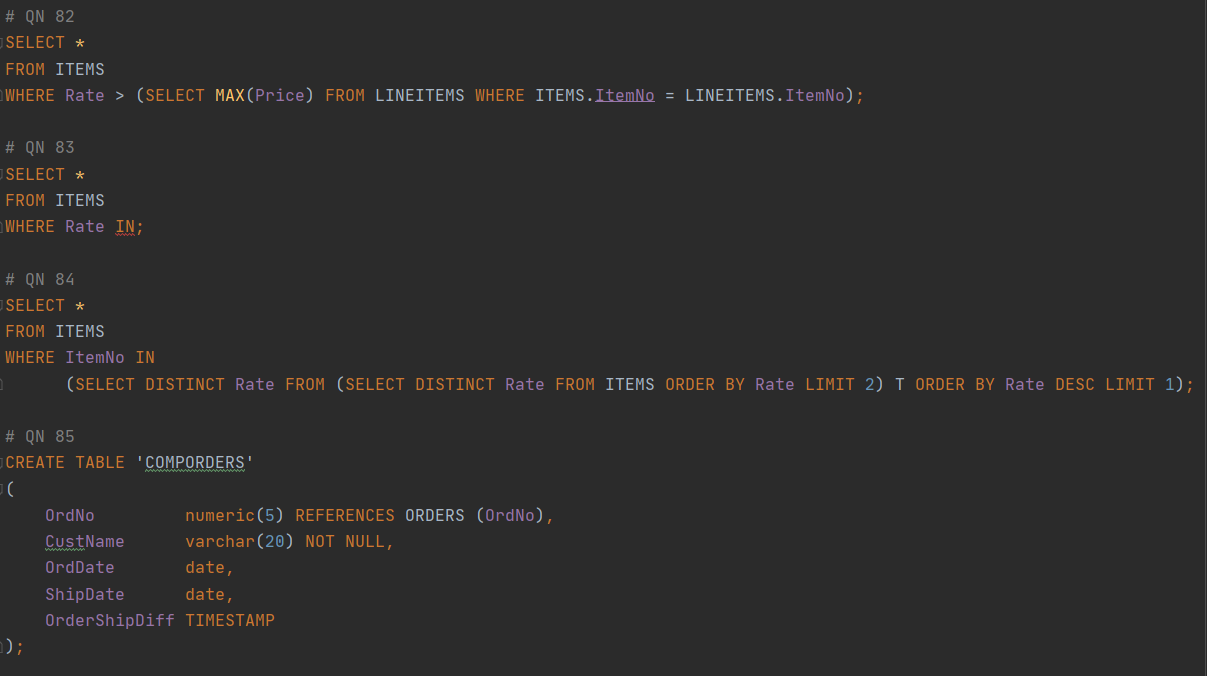 # QN 82
SELECT *
FROM ITEMS
WHERE Rate > (SELECT MAX(Price) FROM LINEITEMS WHERE ITEMS.ItemNo = LINEITEMS.ItemNo);
# QN 83
SELECT *
FROM ITEMS
WHERE Rate IN;
# QN 84
SELECT *
FROM ITEMS
WHERE ItemNo IN
(SELECT DISTINCT Rate FROM (SELECT DISTINCT Rate FROM ITEMS ORDER BY Rate LIMIT 2) T ORDER BY Rate DESC LIMIT 1);
# QN 85
CREATE TABLE 'COMPORDERS'
(
OrdNo numeric(5) REFERENCES ORDERS (OrdNo),
CustName varchar(20) NOT NULL,
OrdDate date,
ShipDate date,
OrderShipDiff TIMESTAMP
);